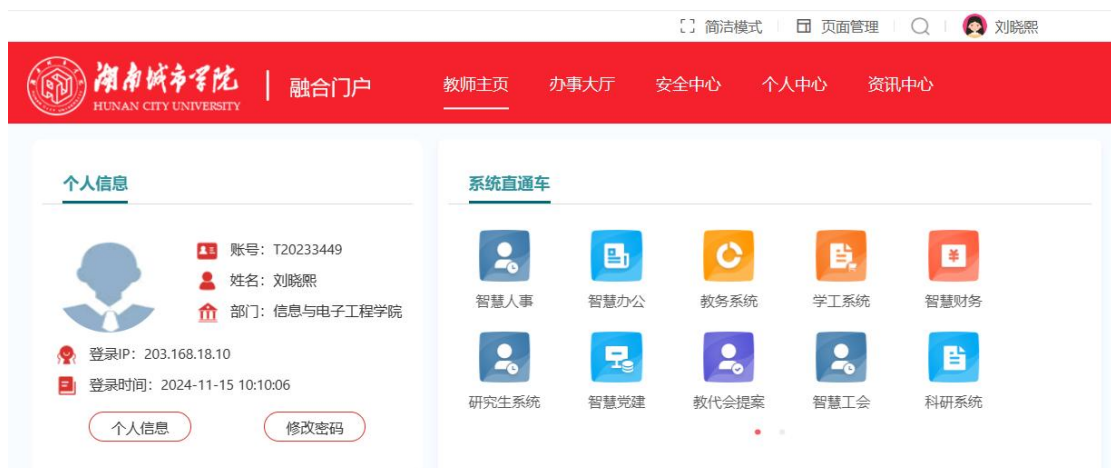 简洁模式 页面管理 刘晓熙
湖南城市学院
HUNAN CITY UNIVERSITY
融合门户 教师主页 办事大厅 安全中心 个人中心 资讯中心
个人信息
账号：T20233449
姓名：刘晓熙
部门：信息与电子工程学院
登录IP：203.168.18.10
登录时间：2024-11-15 10:10:06
个人信息 修改密码
系统直通车
智慧人事 智慧办公 教务系统 学工系统 智慧财务
研究生系统 智慧党建 教代会提案 智慧工会 科研系统